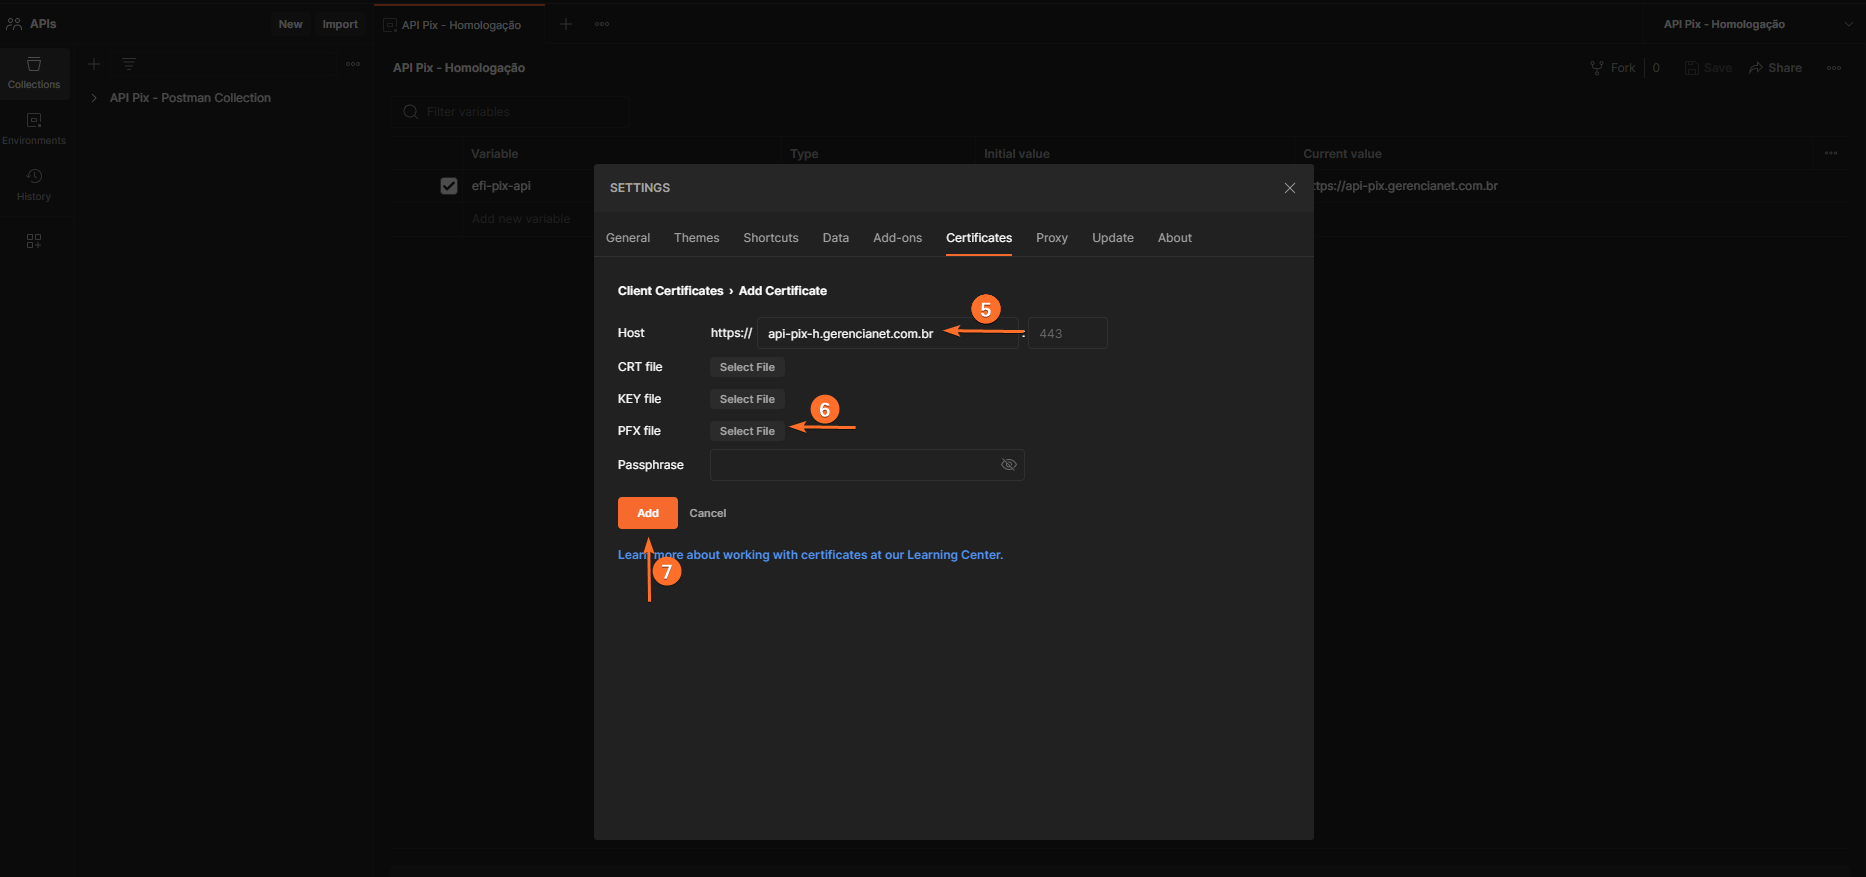 APIs
New
Import
API Pix - Homologação
API Pix - Homologação
Collections
API Pix - Postman Collection
Environments
History
API Pix - Homologação
Fork
0
Save
Share
Filter variables
Variable
Type
Initial value
Current value
efi-pix-api
ttps://api-pix.gerencianet.com.br
Add new variable
SETTINGS
General
Themes
Shortcuts
Data
Add-ons
Certificates
Proxy
Update
About
Client Certificates › Add Certificate
5
Host
https://
api-pix-h.gerencianet.com.br
:
443
CRT file
Select File
KEY file
Select File
6
PFX file
Select File
Passphrase
Add
Cancel
Learn more about working with certificates at our Learning Center.
7